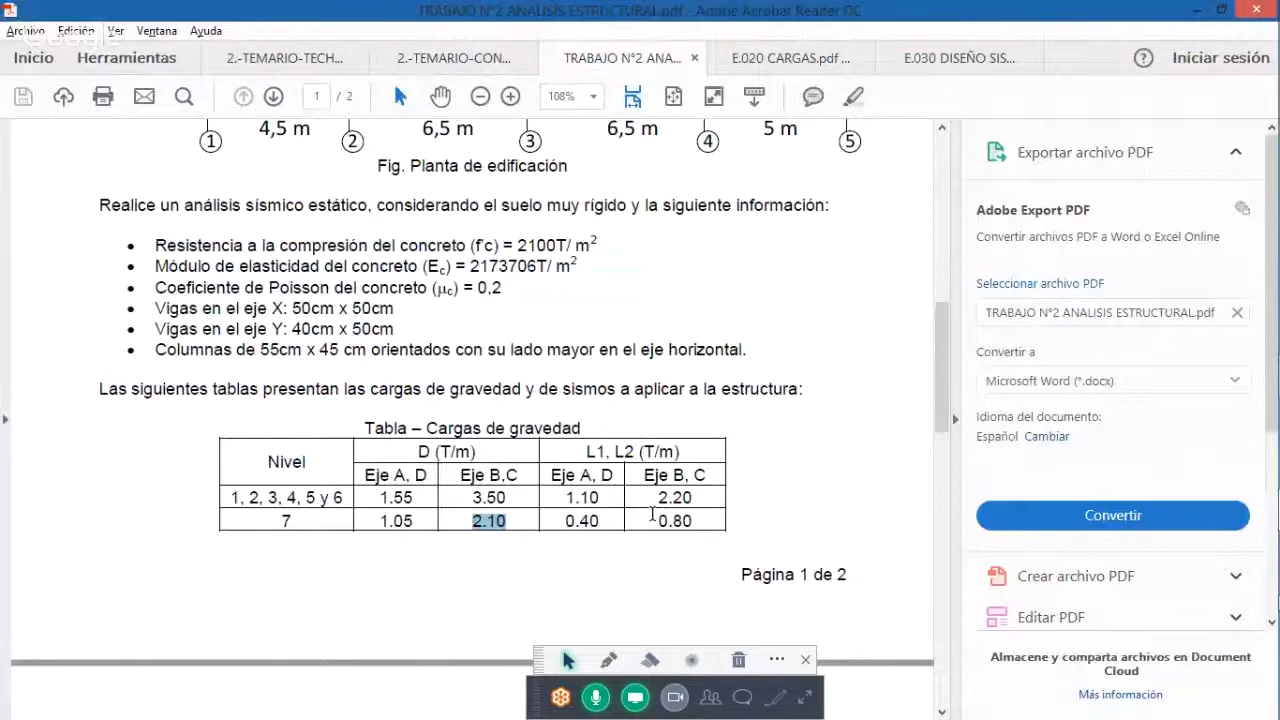 TRABAJO N°2 ANALISIS ESTRUCTURAL.pdf - Adobe Acrobat Reader DC
Archivo Edición Ver Ventana Ayuda
Google
Inicio Herramientas 2.-TEMARIO-TECH... 2.-TEMARIO-CON... TRABAJO N°2 ANA... × E.020 CARGAS.pdf ... E.030 DISEÑO SIS... Iniciar sesión
1 / 2 108%
4,5 m 6,5 m 6,5 m 5 m
1 2 3 4 5
Fig. Planta de edificación
Realice un análisis sísmico estático, considerando el suelo muy rígido y la siguiente información:
• Resistencia a la compresión del concreto (f'c) = 2100T/ m²
• Módulo de elasticidad del concreto (Ec) = 2173706T/ m²
• Coeficiente de Poisson del concreto (μc) = 0,2
• Vigas en el eje X: 50cm x 50cm
• Vigas en el eje Y: 40cm x 50cm
• Columnas de 55cm x 45 cm orientados con su lado mayor en el eje horizontal.
Las siguientes tablas presentan las cargas de gravedad y de sismos a aplicar a la estructura:
Tabla – Cargas de gravedad
Nivel D (T/m) L1, L2 (T/m)
Eje A, D Eje B,C Eje A, D Eje B, C
1, 2, 3, 4, 5 y 6 1.55 3.50 1.10 2.20
7 1.05 2.10 0.40 0.80
Página 1 de 2
Exportar archivo PDF
Adobe Export PDF
Convertir archivos PDF a Word o Excel Online
Seleccionar archivo PDF
TRABAJO N°2 ANALISIS ESTRUCTURAL.pdf ×
Convertir a
Microsoft Word (*.docx)
Idioma del documento:
Español Cambiar
Convertir
Crear archivo PDF
Editar PDF
Almacene y comparta archivos en Document
Cloud
Más información